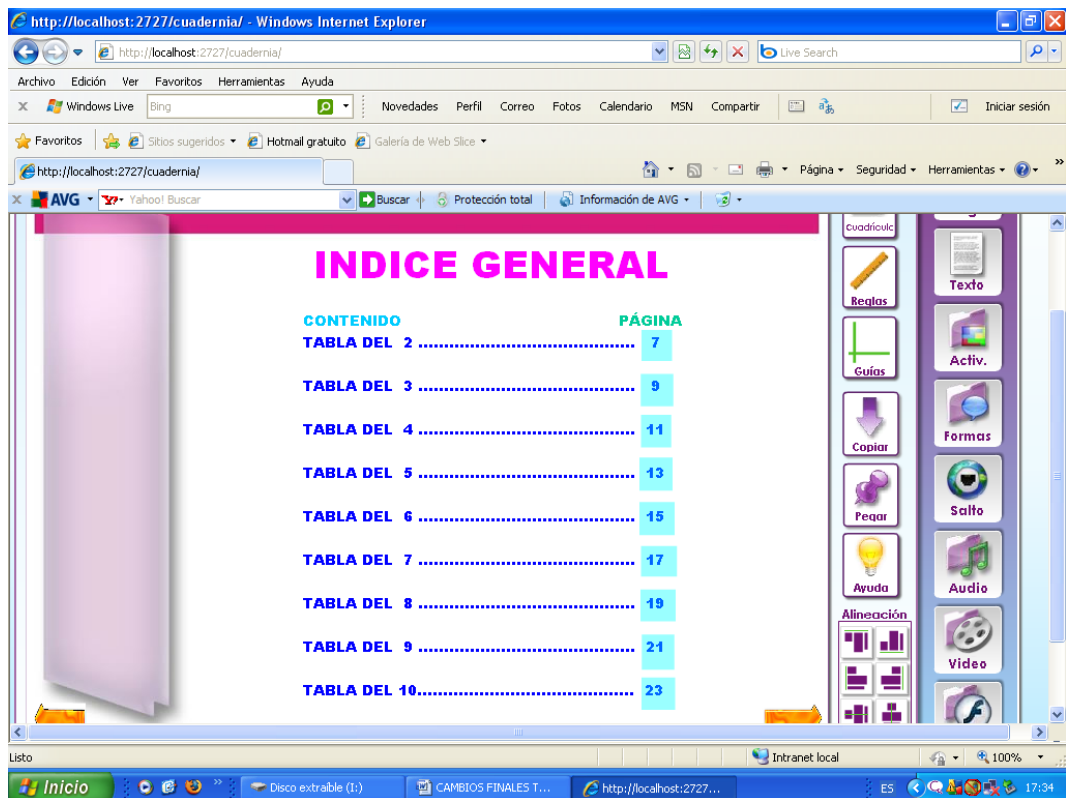 http://localhost:2727/cuadernia/ - Windows Internet Explorer
http://localhost:2727/cuadernia/
Live Search
Archivo Edición Ver Favoritos Herramientas Ayuda
Windows Live Bing Novedades Perfil Correo Fotos Calendario MSN Compartir Iniciar sesión
Favoritos Sitios sugeridos Hotmail gratuito Galería de Web Slice
http://localhost:2727/cuadernia/ Página Seguridad Herramientas
AVG Yahoo! Buscar Buscar Protección total Información de AVG
INDICE GENERAL
CONTENIDO PÁGINA
TABLA DEL 2 .......................................... 7
TABLA DEL 3 .......................................... 9
TABLA DEL 4 .......................................... 11
TABLA DEL 5 .......................................... 13
TABLA DEL 6 .......................................... 15
TABLA DEL 7 .......................................... 17
TABLA DEL 8 .......................................... 19
TABLA DEL 9 .......................................... 21
TABLA DEL 10.......................................... 23
Cuadrícula
Reglas
Guías
Copiar
Pegar
Ayuda
Alineación
Texto
Activ.
Formas
Salto
Audio
Video
Listo Intranet local 100%
Inicio Disco extraíble (I:) CAMBIOS FINALES T... http://localhost:2727... ES 17:34